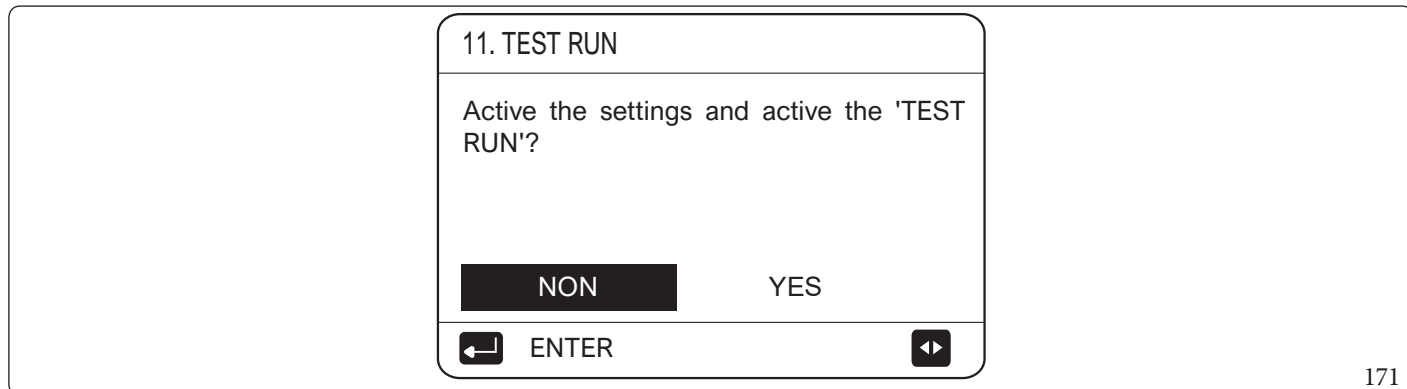 11. TEST RUN
Active the settings and active the 'TEST
RUN'?
NON YES
ENTER
171